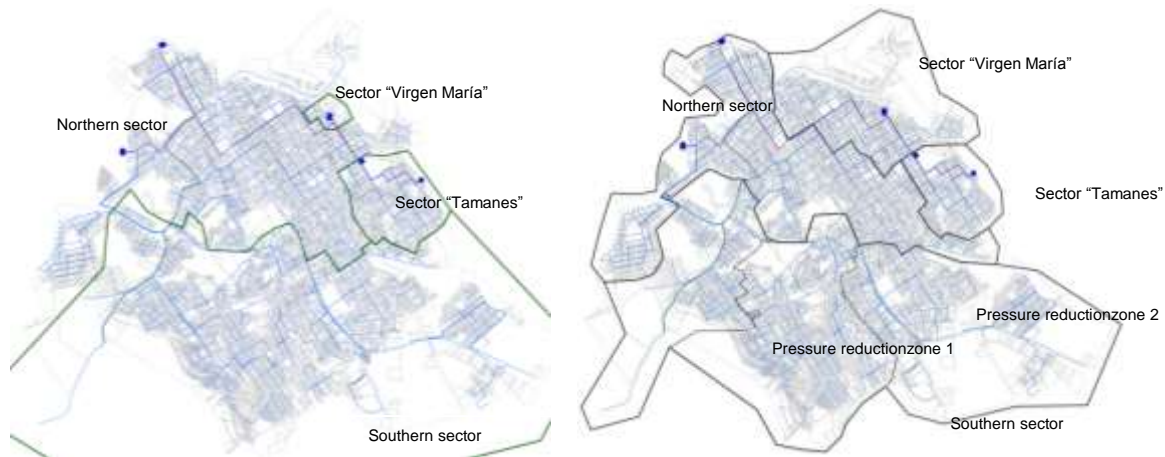 Sector “Virgen María”
Northern sector
Sector “Tamanes”
Southern sector
Sector “Virgen María”
Northern sector
Sector “Tamanes”
Pressure reductionzone 2
Pressure reductionzone 1
Southern sector